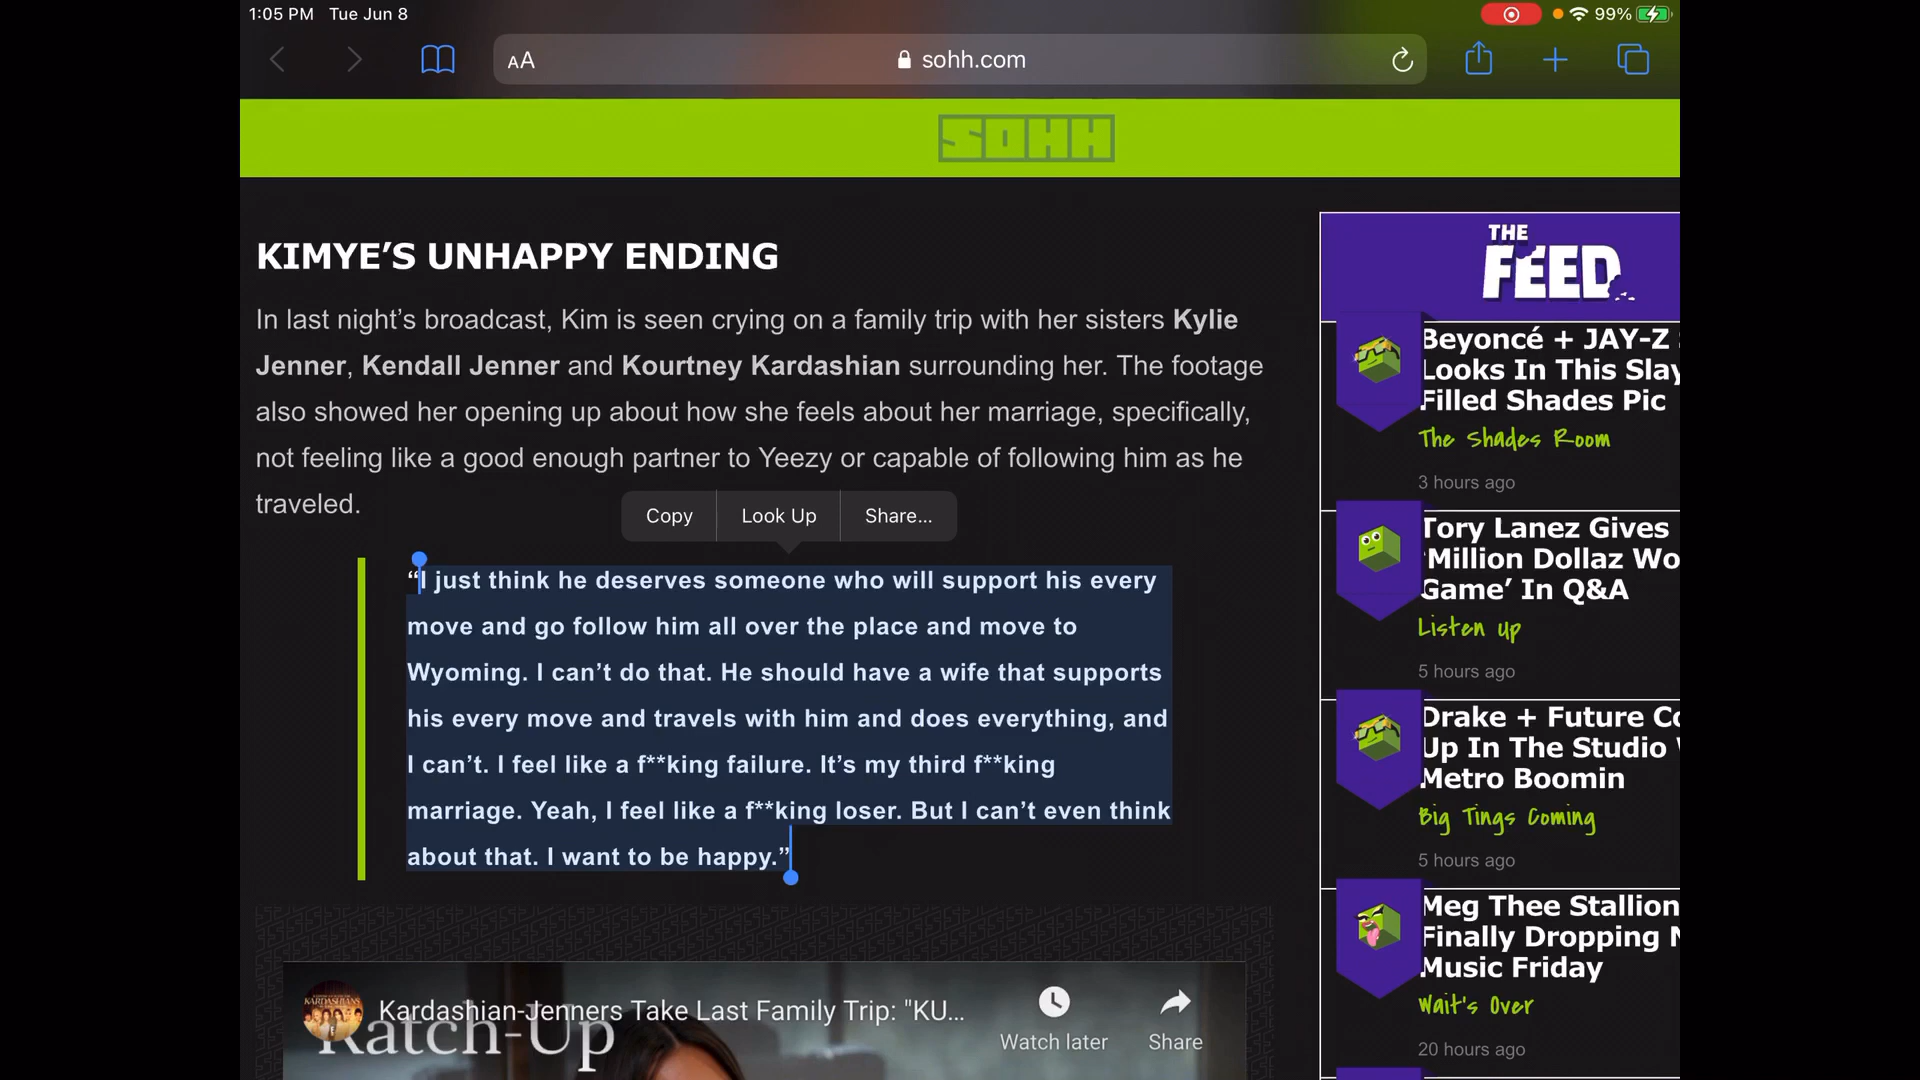 1:05 PM Tue Jun 8
99%
AA
sohh.com
SOHH
KIMYE’S UNHAPPY ENDING
In last night’s broadcast, Kim is seen crying on a family trip with her sisters Kylie
Jenner, Kendall Jenner and Kourtney Kardashian surrounding her. The footage
also showed her opening up about how she feels about her marriage, specifically,
not feeling like a good enough partner to Yeezy or capable of following him as he
traveled.
Copy
Look Up
Share...
“I just think he deserves someone who will support his every
move and go follow him all over the place and move to
Wyoming. I can’t do that. He should have a wife that supports
his every move and travels with him and does everything, and
I can’t. I feel like a f**king failure. It’s my third f**king
marriage. Yeah, I feel like a f**king loser. But I can’t even think
about that. I want to be happy.”
Kardashian-Jenners Take Last Family Trip: "KU...
Katch-Up
Watch later
Share
THE
FEED
Beyoncé + JAY-Z
Looks In This Slay
Filled Shades Pic
The Shades Room
3 hours ago
Tory Lanez Gives
‘Million Dollaz Wo
Game’ In Q&A
Listen Up
5 hours ago
Drake + Future Co
Up In The Studio
Metro Boomin
Big Tings Coming
5 hours ago
Meg Thee Stallion
Finally Dropping N
Music Friday
Wait's Over
20 hours ago